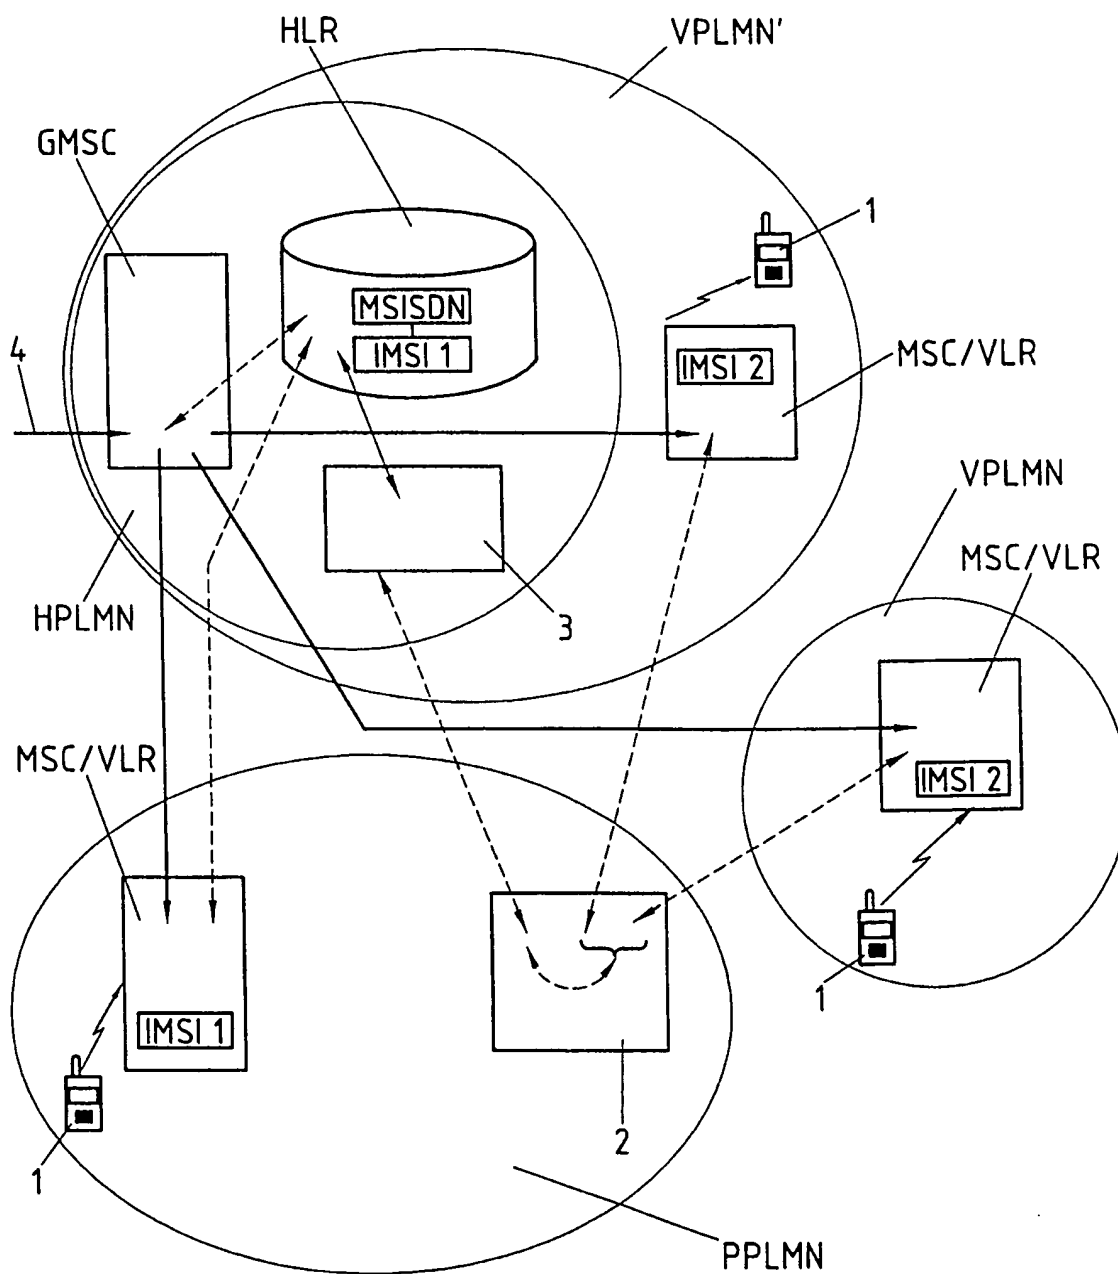 HLR
VPLMN'
GMSC
1
MSISDN
IMSI 1
4
IMSI 2
MSC/VLR
VPLMN
MSC/VLR
HPLMN
3
MSC/VLR
IMSI 2
1
IMSI 1
2
1
PPLMN